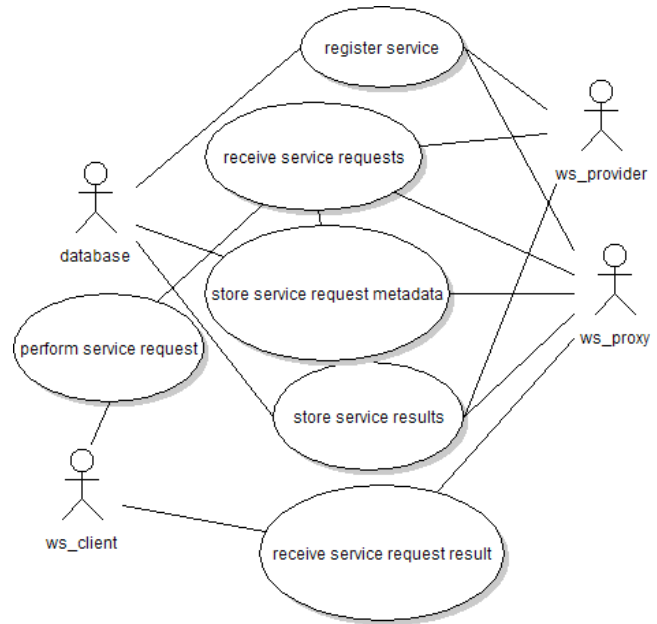 register service
receive service requests
ws_provider
database
store service request metadata
ws_proxy
perform service request
store service results
ws_client
receive service request result